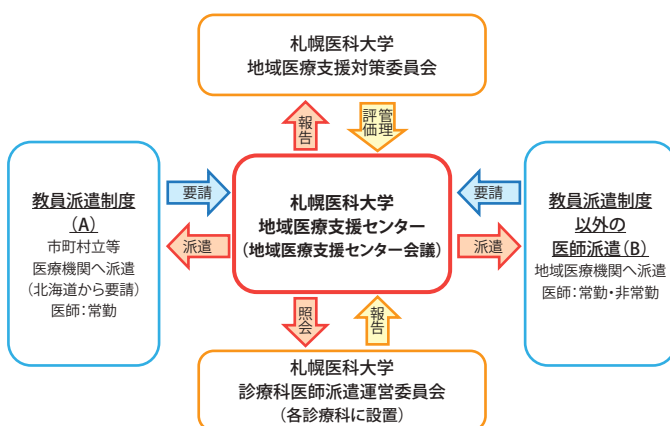 札幌医科大学
地域医療支援対策委員会
報告
管理
評価
教員派遣制度
(A)
市町村立等
医療機関へ派遣
(北海道から要請)
医師:常勤
要請
派遣
札幌医科大学
地域医療支援センター
(地域医療支援センター会議)
要請
派遣
教員派遣制度
以外の
医師派遣(B)
地域医療機関へ派遣
医師:常勤・非常勤
照会
報告
札幌医科大学
診療科医師派遣運営委員会
(各診療科に設置)